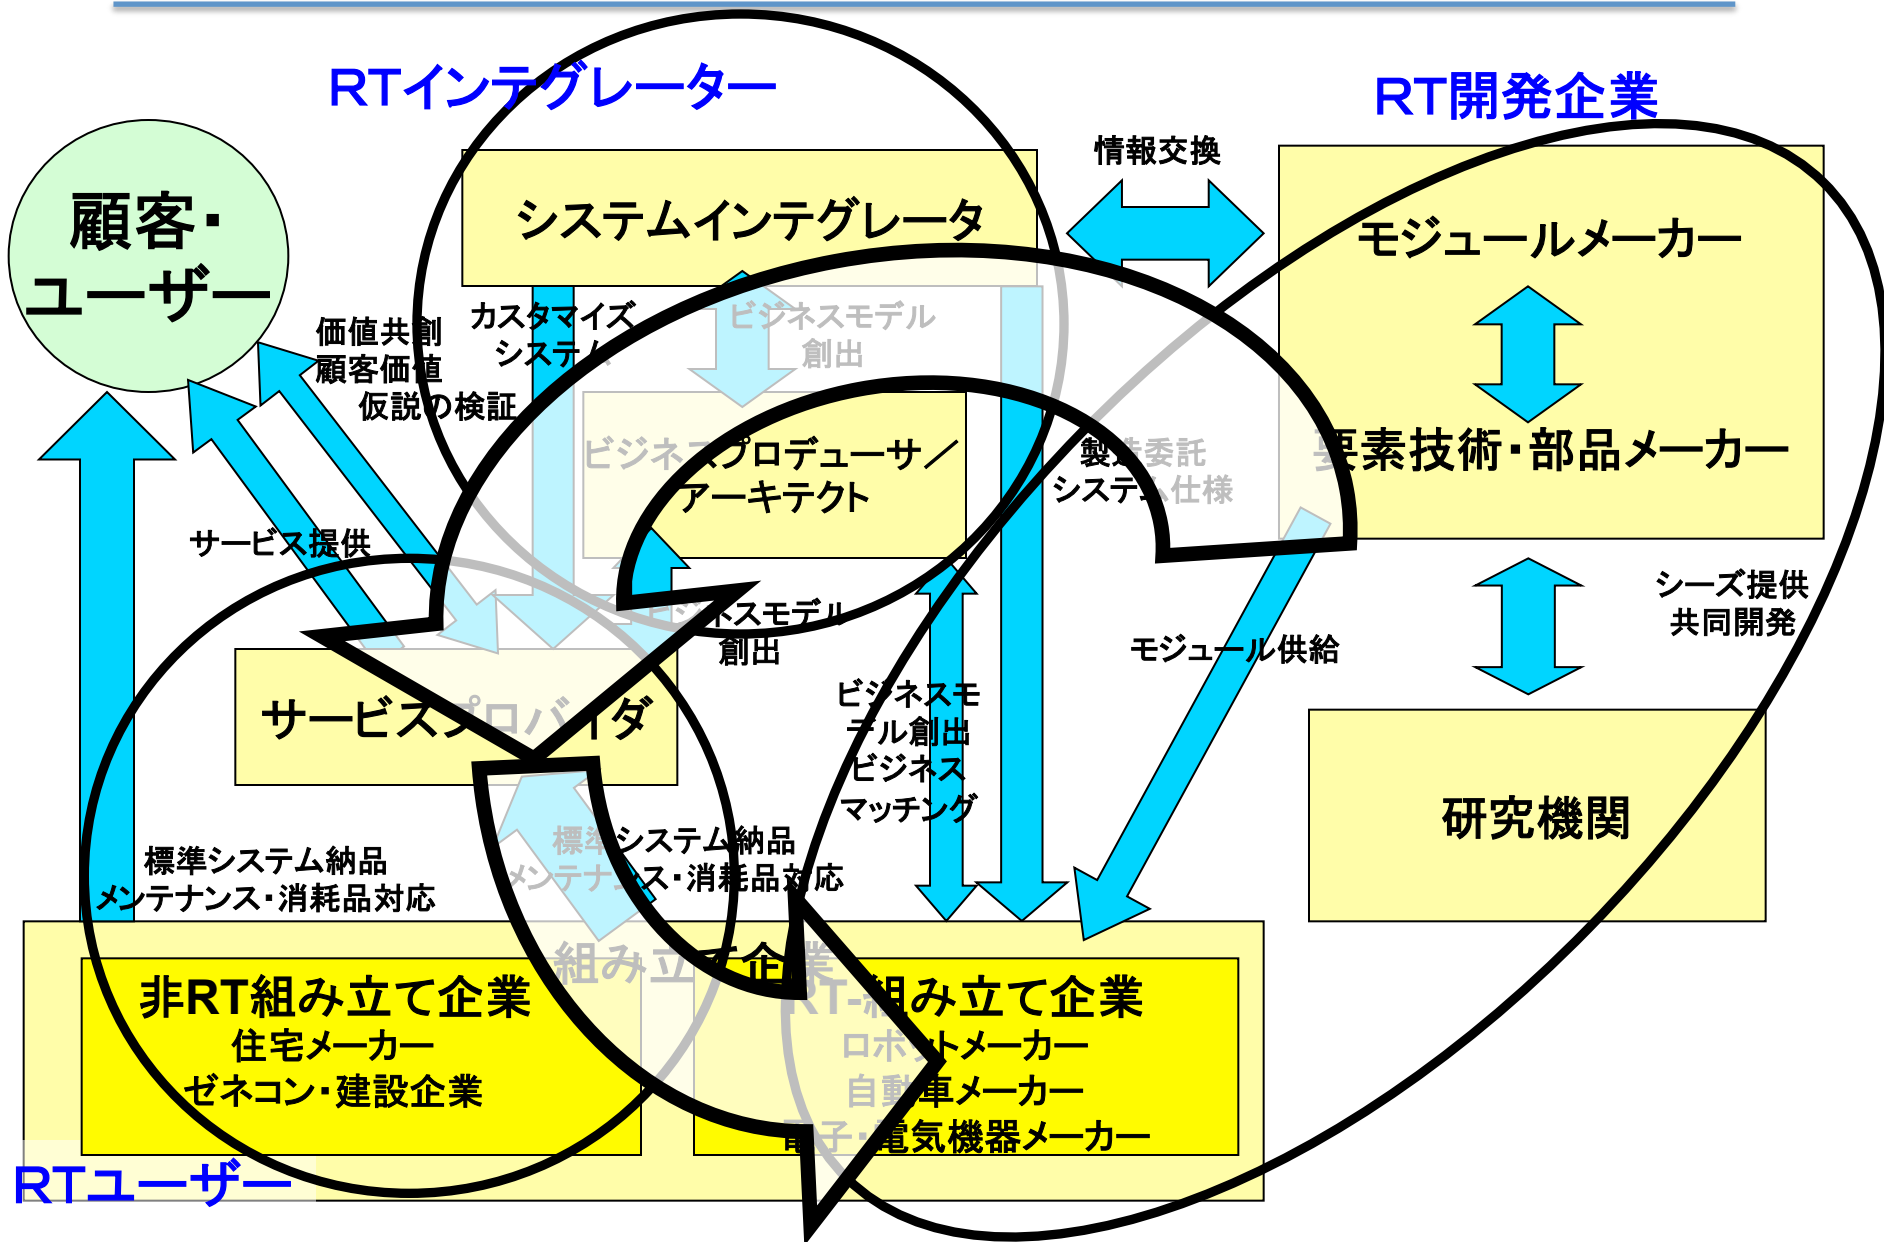 RTインテグレーター
RT開発企業
顧客・
ユーザー
システムインテグレータ
情報交換
モジュールメーカー
価値共創
顧客価値
仮説の検証
カスタマイズ
システム
ビジネスモデル
創出
ビジネスプロデューサ／
アーキテクト
製造委託
システム仕様
要素技術・部品メーカー
サービス提供
ビジネスモデル
創出
モジュール供給
シーズ提供
共同開発
サービスプロバイダ
ビジネスモ
デル創出
ビジネス
マッチング
研究機関
標準システム納品
メンテナンス・消耗品対応
標準システム納品
メンテナンス・消耗品対応
組み立て企業
非RT組み立て企業
住宅メーカー
ゼネコン・建設企業
RT-組み立て企業
ロボットメーカー
自動車メーカー
電子・電気機器メーカー
RTユーザー